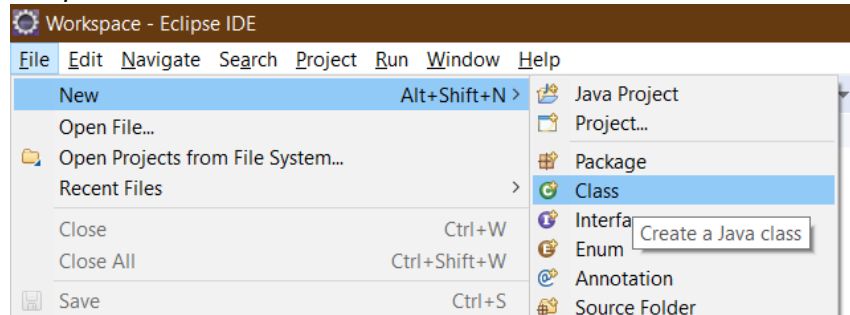 Workspace - Eclipse IDE
File Edit Navigate Search Project Run Window Help
New Alt+Shift+N >
Open File...
Open Projects from File System...
Recent Files >
Close Ctrl+W
Close All Ctrl+Shift+W
Save Ctrl+S
Java Project
Project...
Package
Class
Interfa
Create a Java class
Enum
Annotation
Source Folder